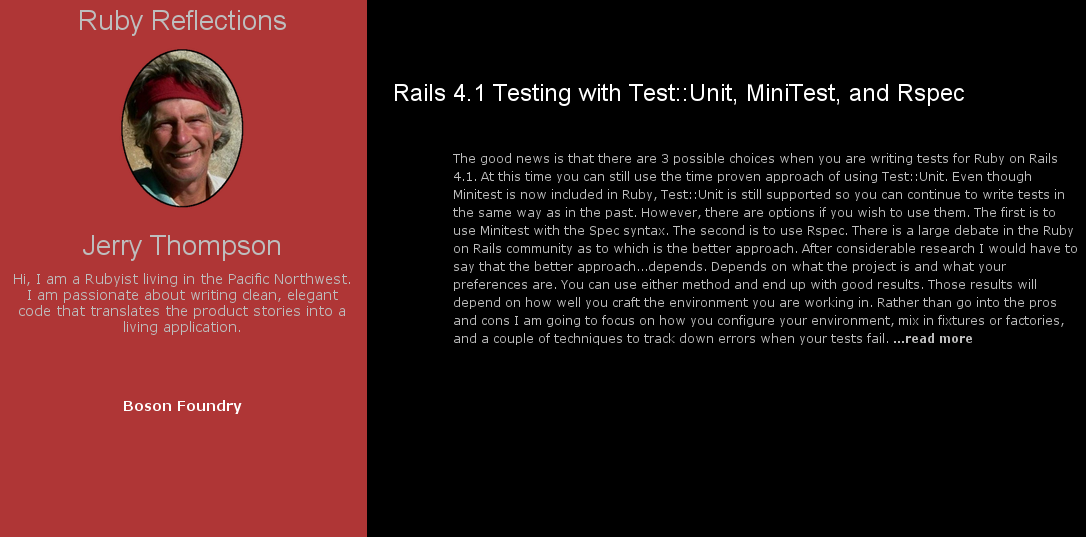 Ruby Reflections
Jerry Thompson
Hi, I am a Rubyist living in the Pacific Northwest.
I am passionate about writing clean, elegant
code that translates the product stories into a
living application.
Boson Foundry
Rails 4.1 Testing with Test::Unit, MiniTest, and Rspec
The good news is that there are 3 possible choices when you are writing tests for Ruby on Rails
4.1. At this time you can still use the time proven approach of using Test::Unit. Even though
Minitest is now included in Ruby, Test::Unit is still supported so you can continue to write tests in
the same way as in the past. However, there are options if you wish to use them. The first is to
use Minitest with the Spec syntax. The second is to use Rspec. There is a large debate in the Ruby
on Rails community as to which is the better approach. After considerable research I would have to
say that the better approach...depends. Depends on what the project is and what your
preferences are. You can use either method and end up with good results. Those results will
depend on how well you craft the environment you are working in. Rather than go into the pros
and cons I am going to focus on how you configure your environment, mix in fixtures or factories,
and a couple of techniques to track down errors when your tests fail. ...read more